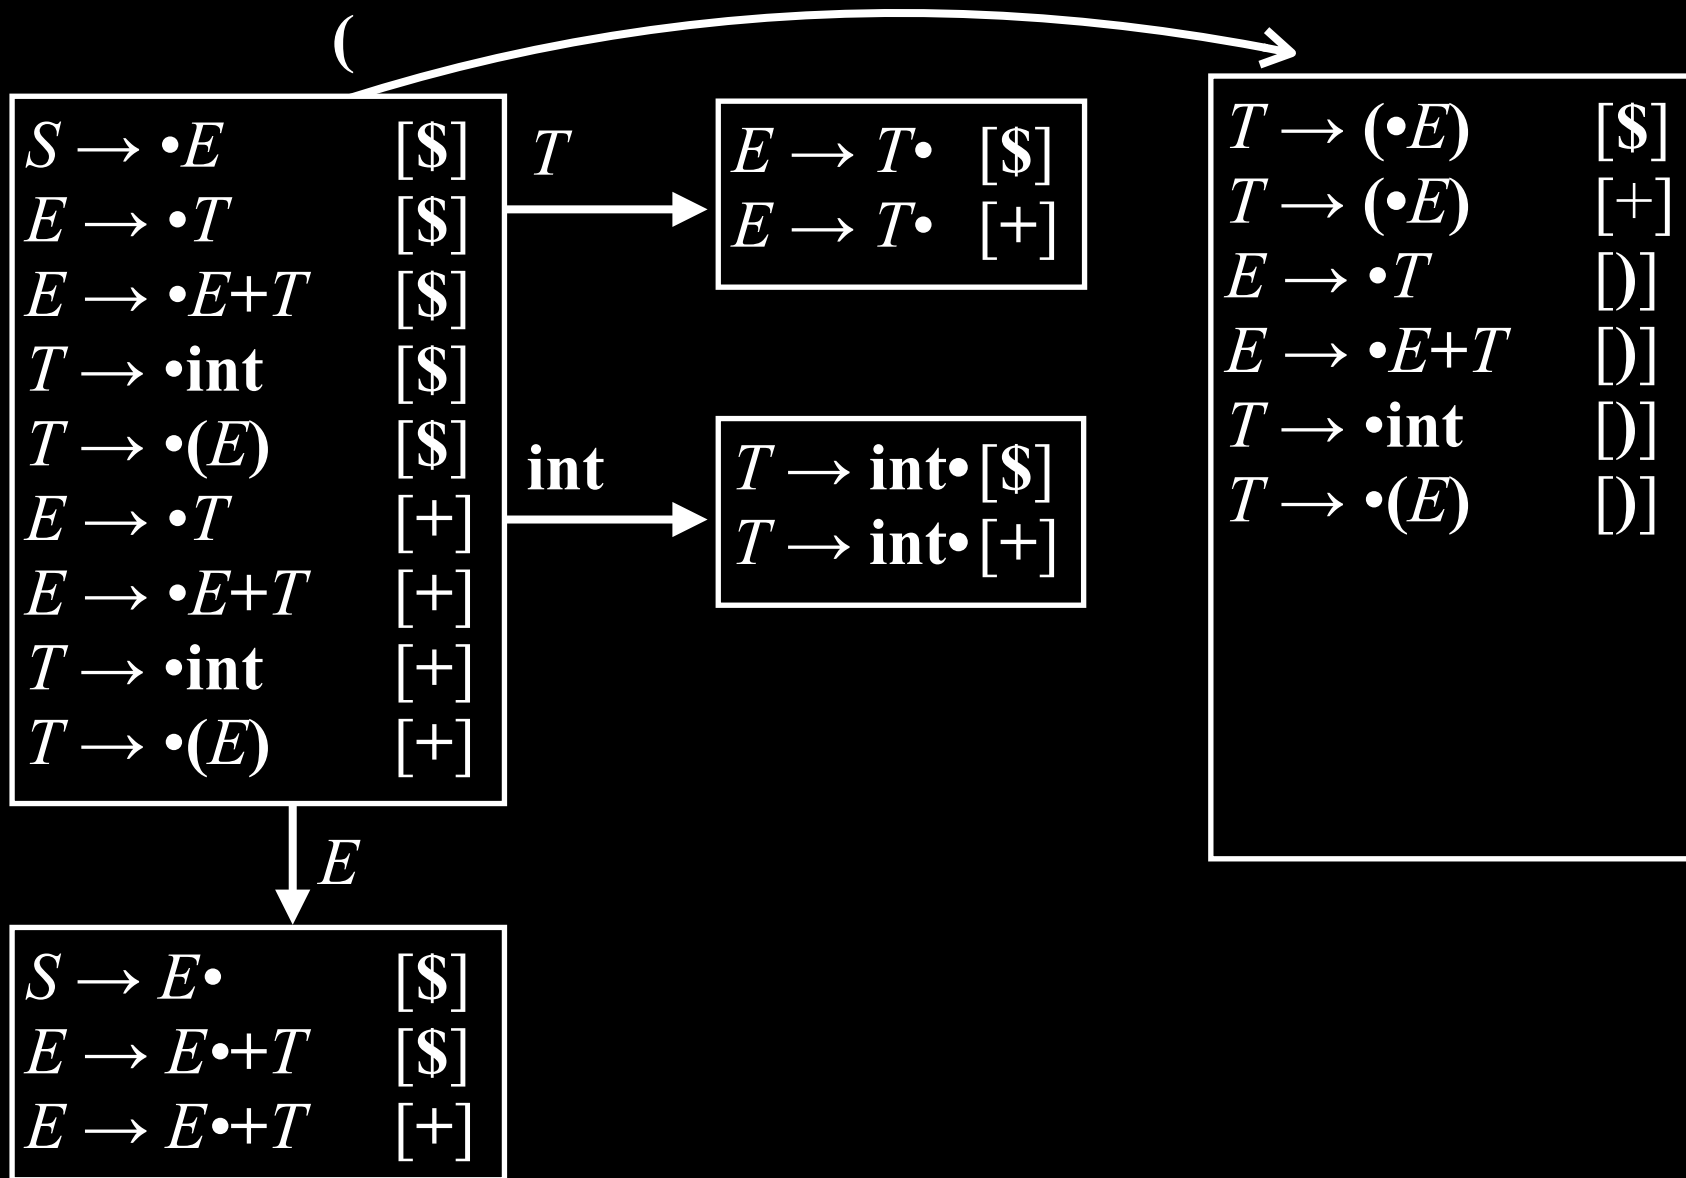 (
S → •E [$]
E → •T [$]
E → •E+T [$]
T → •int [$]
T → •(E) [$]
E → •T [+]
E → •E+T [+]
T → •int [+]
T → •(E) [+]
T
E → T• [$]
E → T• [+]
int
T → int• [$]
T → int• [+]
T → (•E) [$]
T → (•E) [+]
E → •T [)]
E → •E+T [)]
T → •int [)]
T → •(E) [)]
E
S → E• [$]
E → E•+T [$]
E → E•+T [+]